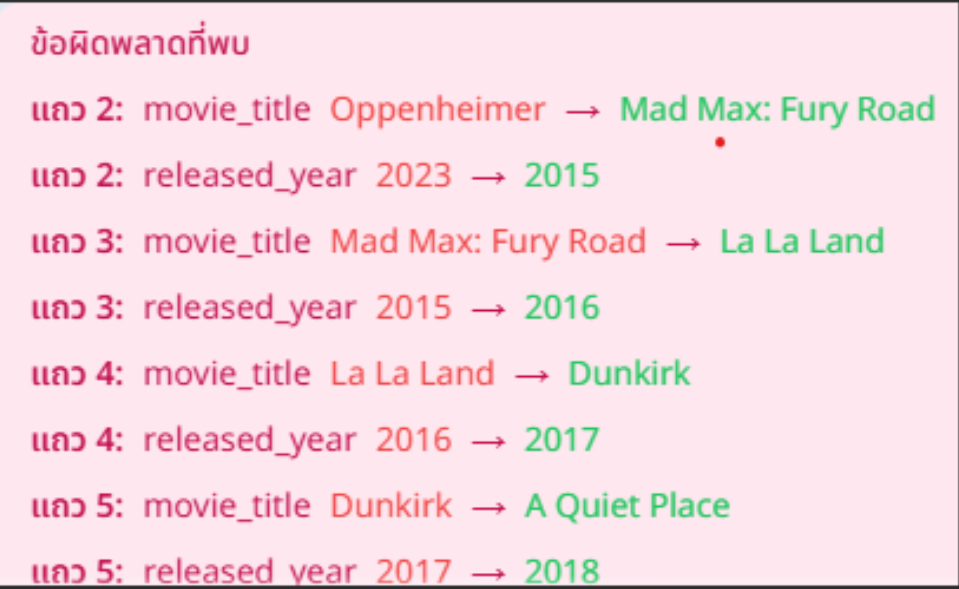 ข้อผิดพลาดที่พบ
แถว 2: movie_title Oppenheimer → Mad Max: Fury Road
แถว 2: released_year 2023 → 2015
แถว 3: movie_title Mad Max: Fury Road → La La Land
แถว 3: released_year 2015 → 2016
แถว 4: movie_title La La Land → Dunkirk
แถว 4: released_year 2016 → 2017
แถว 5: movie_title Dunkirk → A Quiet Place
แถว 5: released_year 2017 → 2018